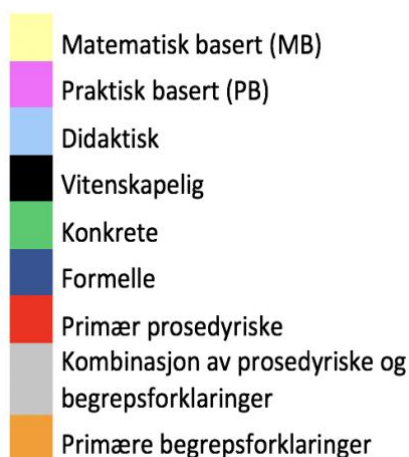 Matematisk basert (MB)
Praktisk basert (PB)
Didaktisk
Vitenskapelig
Konkrete
Formelle
Primær prosedyriske
Kombinasjon av prosedyriske og
begrepsforklaringer
Primære begrepsforklaringer